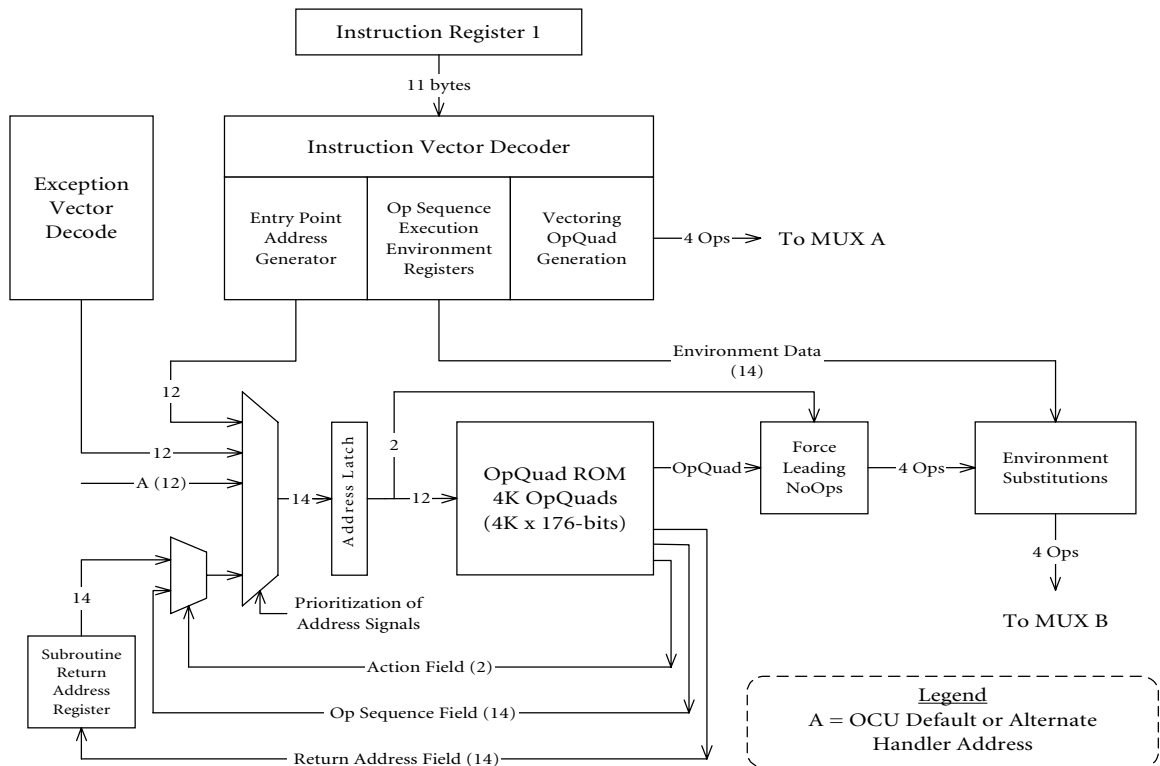 Instruction Register 1
11 bytes
Instruction Vector Decoder
Exception
Vector
Decode
Entry Point
Address
Generator
Op Sequence
Execution
Environment
Registers
Vectoring
OpQuad
Generation
4 Ops
To MUX A
Environment Data
(14)
12
12
A (12)
14
Address Latch
2
12
OpQuad ROM
4K OpQuads
(4K x 176-bits)
OpQuad
Force
Leading
NoOps
4 Ops
Environment
Substitutions
4 Ops
To MUX B
14
Prioritization of
Address Signals
Subroutine
Return
Address
Register
Action Field (2)
Op Sequence Field (14)
Return Address Field (14)
Legend
A = OCU Default or Alternate
Handler Address